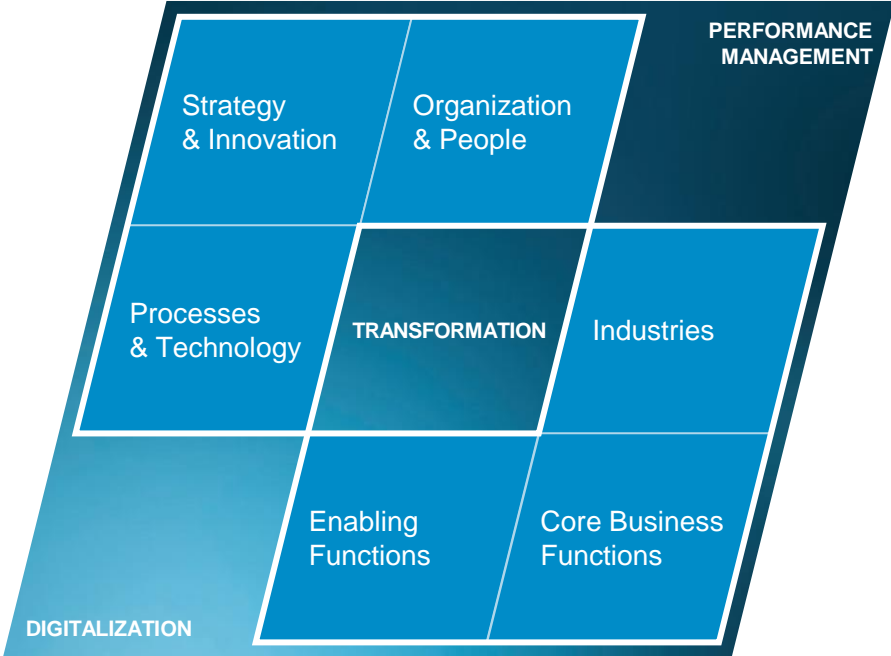 PERFORMANCE
MANAGEMENT
Strategy
& Innovation
Organization
& People
Processes
& Technology
TRANSFORMATION
Industries
Enabling
Functions
Core Business
Functions
DIGITALIZATION